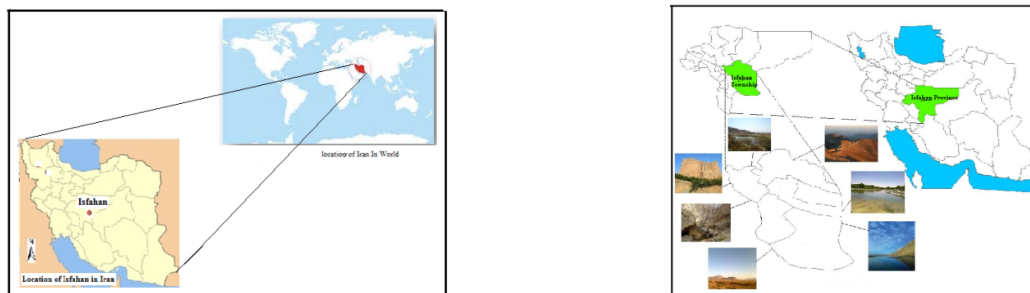 location of Iran In World
Isfahan
Location of Isfahan in Iran
Isfahan
Township
Isfahan Province